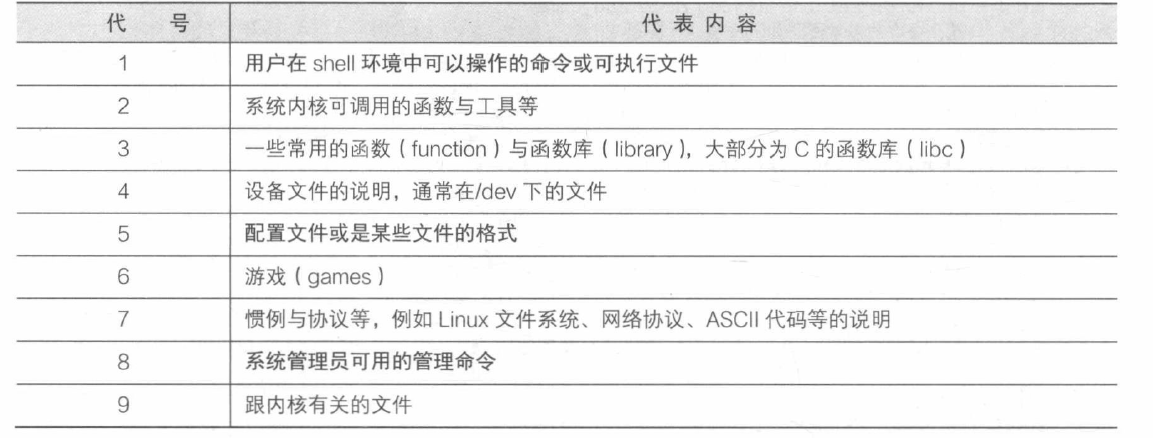 代 号 代 表 内 容
1 用户在 shell 环境中可以操作的命令或可执行文件
2 系统内核可调用的函数与工具等
3 一些常用的函数（function）与函数库（library），大部分为 C 的函数库（libc）
4 设备文件的说明，通常在/dev 下的文件
5 配置文件或是某些文件的格式
6 游戏（games）
7 惯例与协议等，例如 Linux 文件系统、网络协议、ASCII 代码等的说明
8 系统管理员可用的管理命令
9 跟内核有关的文件